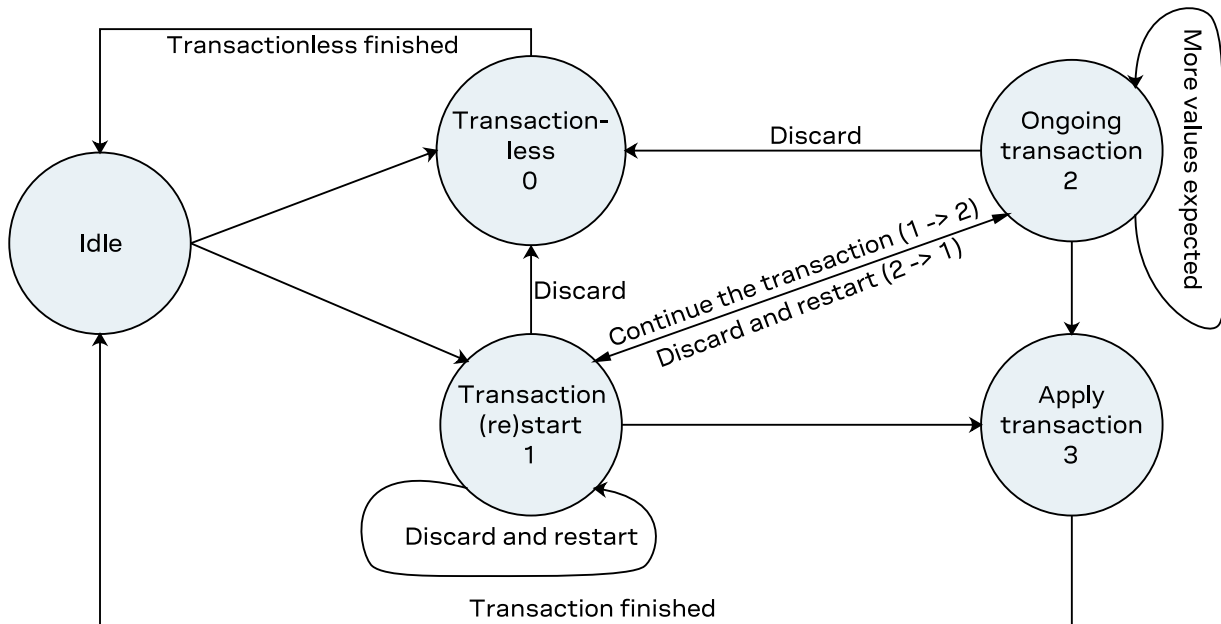 Transactionless finished
Transaction-
less
0
Discard
Ongoing
transaction
2
More values expected
Idle
Continue the transaction (1 -> 2)
Discard and restart (2 -> 1)
Discard
Transaction
(re)start
1
Apply
transaction
3
Discard and restart
Transaction finished